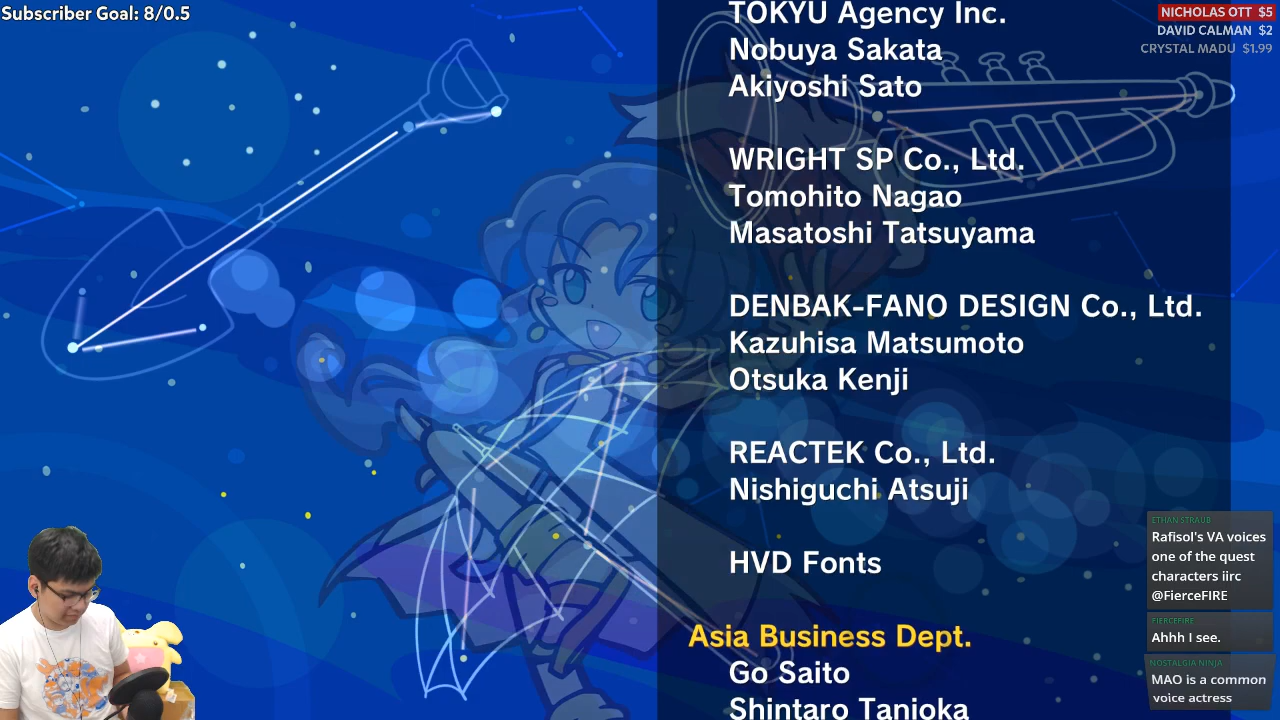 Subscriber Goal: 8/0.5
NICHOLAS OTT $5
DAVID CALMAN $2
CRYSTAL MADU $1.99
TOKYU Agency Inc.
Nobuya Sakata
Akiyoshi Sato
WRIGHT SP Co., Ltd.
Tomohito Nagao
Masatoshi Tatsuyama
DENBAK-FANO DESIGN Co., Ltd.
Kazuhisa Matsumoto
Otsuka Kenji
REACTEK Co., Ltd.
Nishiguchi Atsuji
HVD Fonts
Asia Business Dept.
Go Saito
Shintaro Tanioka
ETHAN STRAUB
Rafisol's VA voices
one of the quest
characters iirc
@FierceFIRE
FIERCEFIRE
Ahhh I see.
NOSTALGIA NINJA
MAO is a common
voice actress